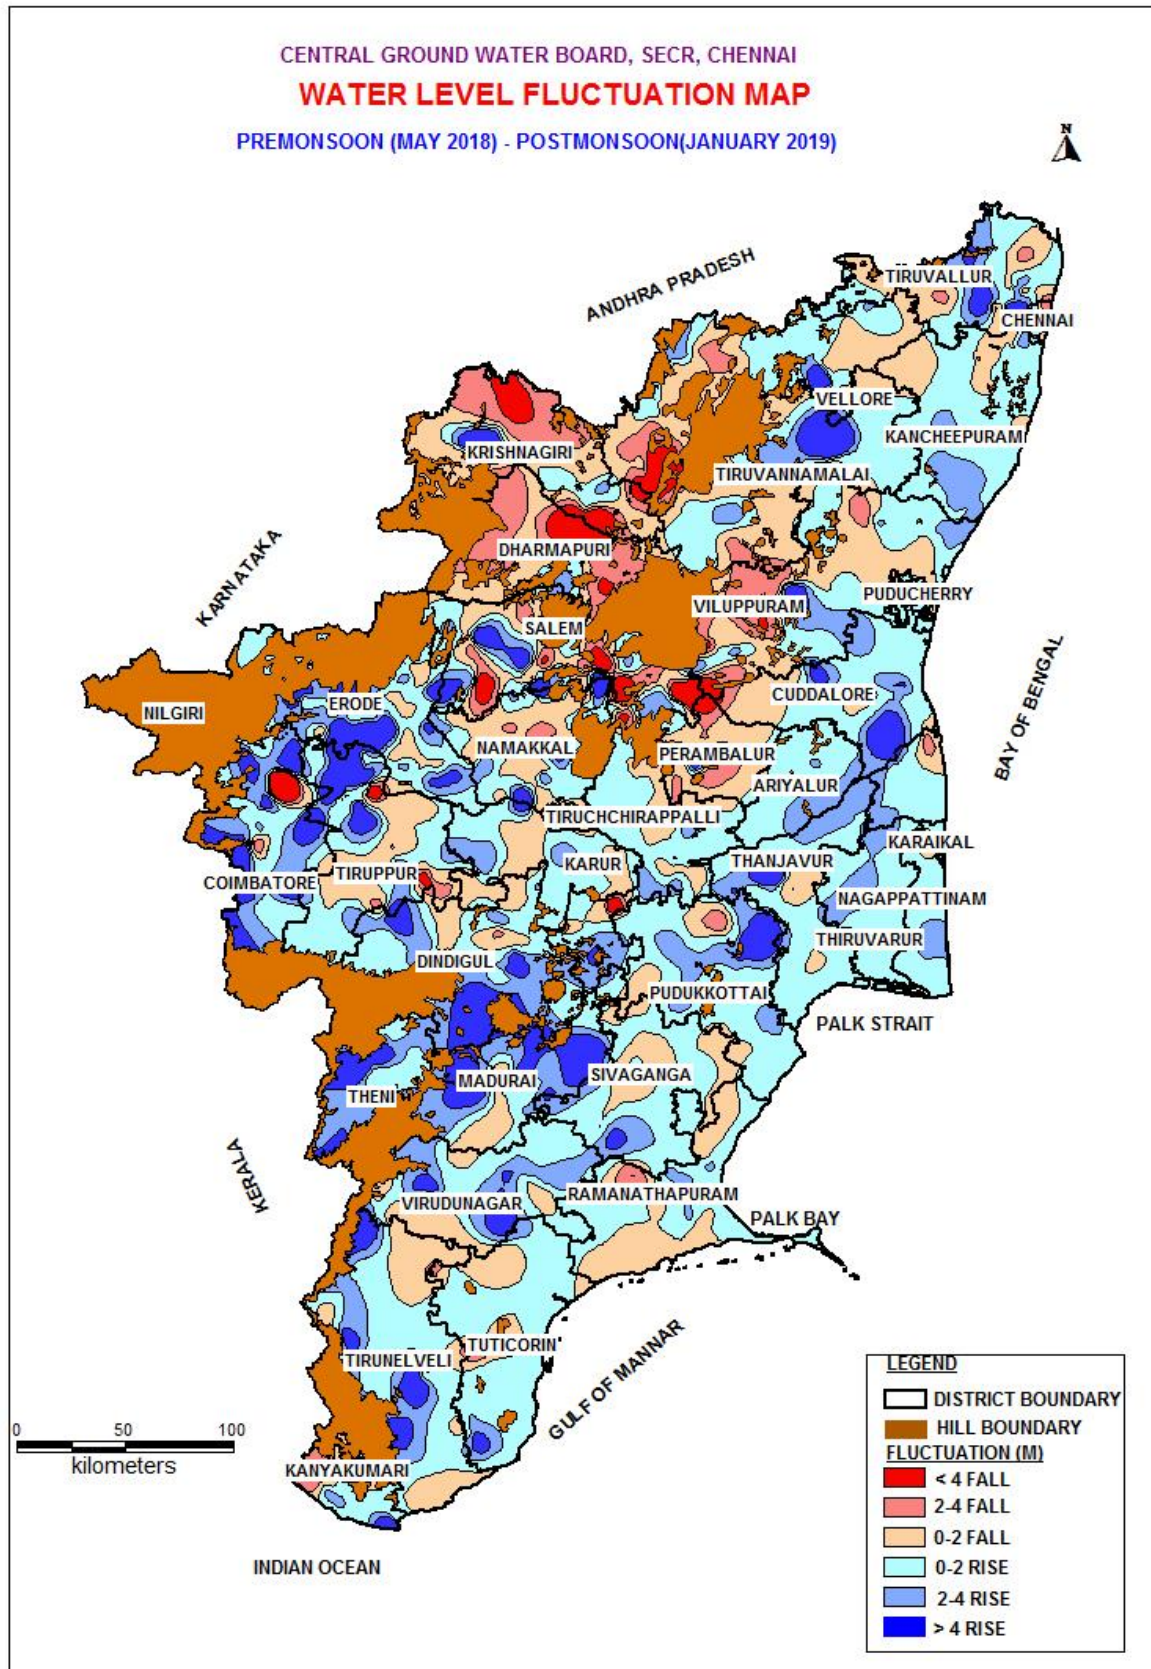 CENTRAL GROUND WATER BOARD, SECR, CHENNAI
WATER LEVEL FLUCTUATION MAP
PREMONSOON (MAY 2018) - POSTMONSOON(JANUARY 2019)
N
ANDHRA PRADESH
TIRUVALLUR
CHENNAI
VELLORE
KANCHEEPURAM
KRISHNAGIRI
TIRUVANNAMALAI
DHARMAPURI
KARNATAKA
PUDUCHERRY
VILUPPURAM
SALEM
BAY OF BENGAL
CUDDALORE
NILGIRI
ERODE
NAMAKKAL
PERAMBALUR
ARIYALUR
TIRUCHCHIRAPPALLI
KARAIKAL
KARUR
THANJAVUR
TIRUPPUR
COIMBATORE
NAGAPPATTINAM
THIRUVARUR
DINDIGUL
PUDUKKOTTAI
PALK STRAIT
SIVAGANGA
MADURAI
THENI
KERALA
RAMANATHAPURAM
VIRUDUNAGAR
PALK BAY
TUTICORIN
TIRUNELVELI
GULF OF MANNAR
KANYAKUMARI
INDIAN OCEAN
0 50 100
kilometers
LEGEND
DISTRICT BOUNDARY
HILL BOUNDARY
FLUCTUATION (M)
< 4 FALL
2-4 FALL
0-2 FALL
0-2 RISE
2-4 RISE
> 4 RISE